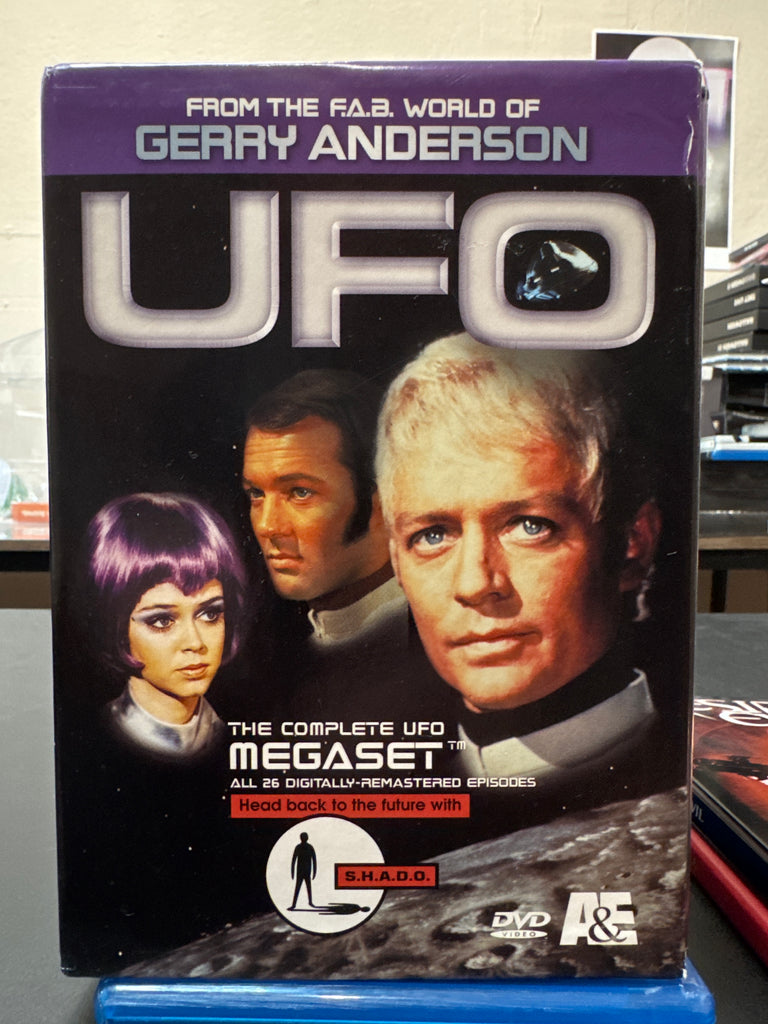 FROM THE F.A.B. WORLD OF
GERRY ANDERSON
UFO
THE COMPLETE UFO
MEGASET™
ALL 26 DIGITALLY-REMASTERED EPISODES
Head back to the future with
S.H.A.D.O.
DVD
VIDEO
A&E